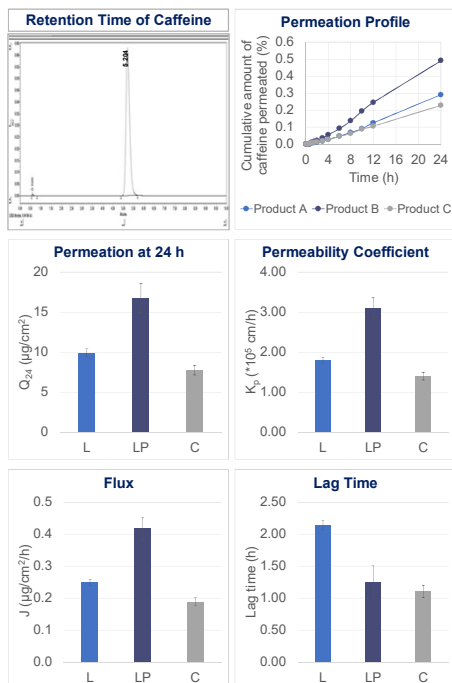 Retention Time of Caffeine
5.204
Permeation Profile
Cumulative amount of
caffeine permeated (%)
0.6
0.5
0.4
0.3
0.2
0.1
0.0
0 4 8 12 16 20 24
Time (h)
Product A Product B Product C
Permeation at 24 h
Q24 (µg/cm2)
20
15
10
5
0
L LP C
Permeability Coefficient
Kp (*10⁵ cm/h)
4.00
3.00
2.00
1.00
0.00
L LP C
Flux
J (µg/cm²/h)
0.5
0.4
0.3
0.2
0.1
0.0
L LP C
Lag Time
Lag time (h)
2.50
2.00
1.50
1.00
0.50
0.00
L LP C